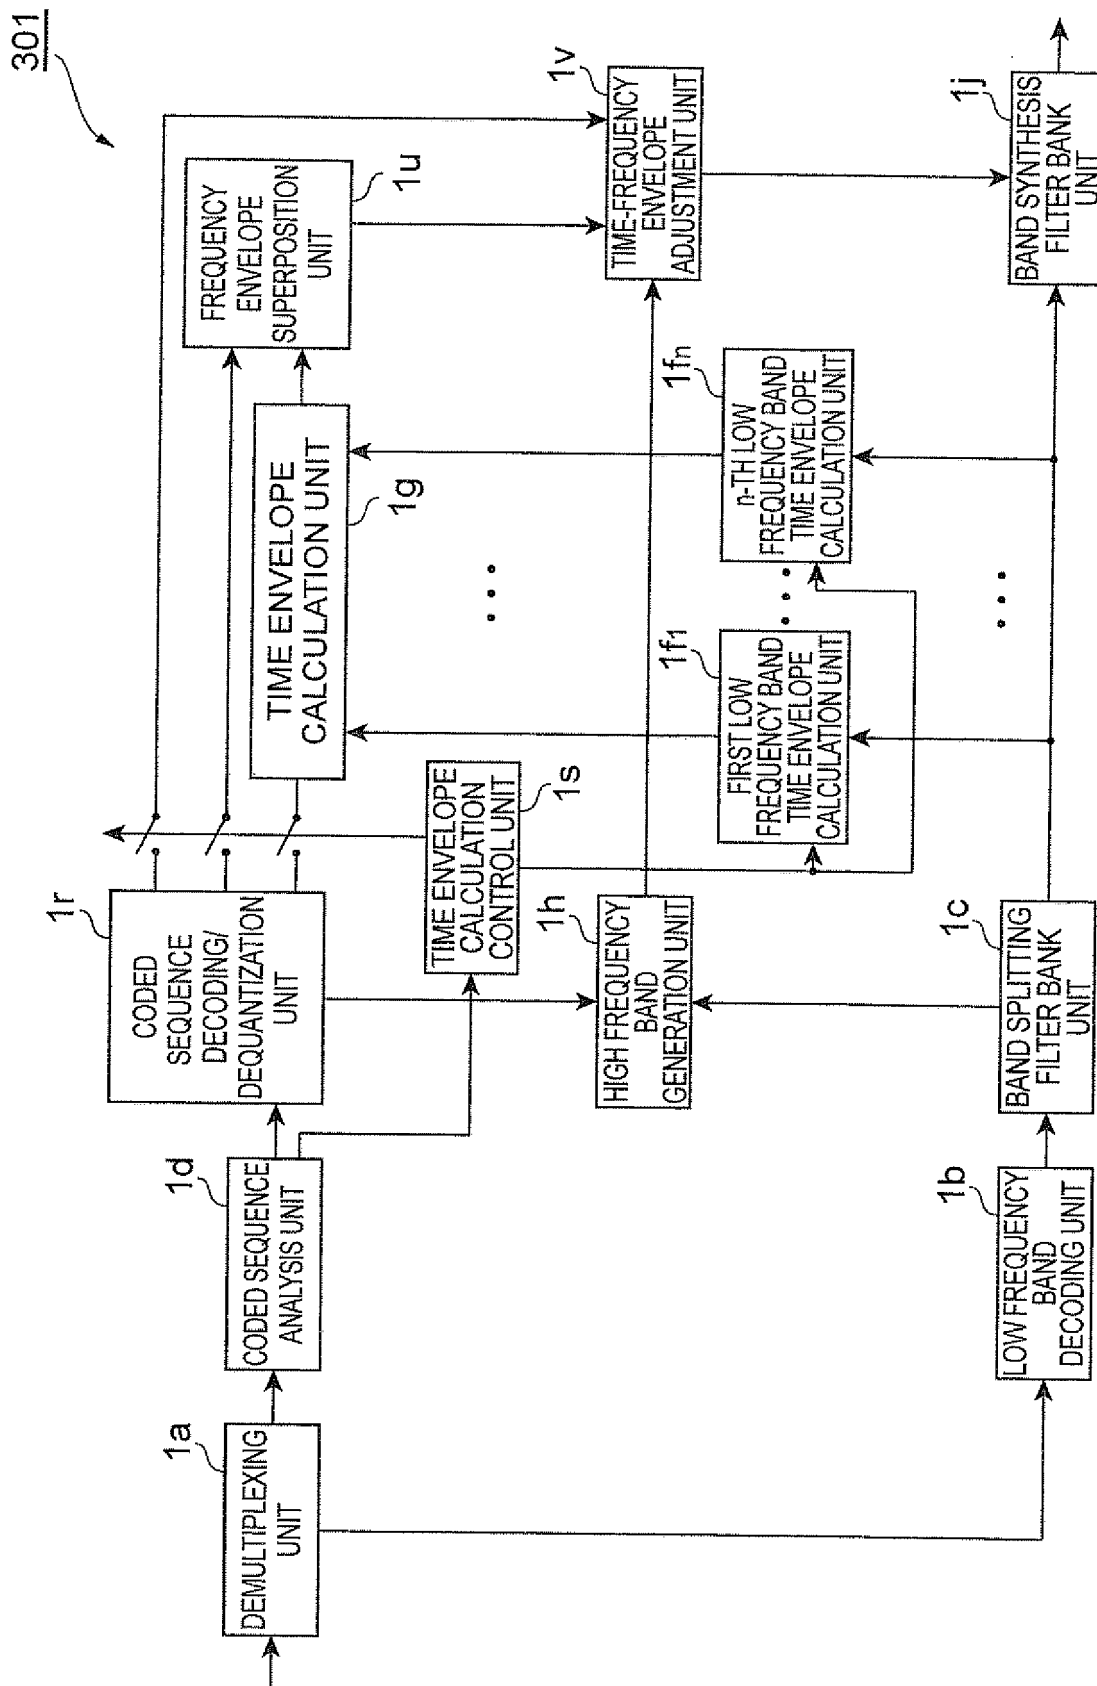 301
1a
DEMULTIPLEXING
UNIT
1d
CODED SEQUENCE
ANALYSIS UNIT
1r
CODED
SEQUENCE
DECODING/
DEQUANTIZATION
UNIT
TIME ENVELOPE
CALCULATION UNIT
1g
FREQUENCY
ENVELOPE
SUPERPOSITION
UNIT
1u
TIME ENVELOPE
CALCULATION
CONTROL UNIT
1s
1h
HIGH FREQUENCY
BAND
GENERATION UNIT
1v
TIME-FREQUENCY
ENVELOPE
ADJUSTMENT UNIT
1f1
FIRST LOW
FREQUENCY BAND
TIME ENVELOPE
CALCULATION UNIT
1fn
n-TH LOW
FREQUENCY BAND
TIME ENVELOPE
CALCULATION UNIT
1b
LOW FREQUENCY
BAND
DECODING UNIT
1c
BAND SPLITTING
FILTER BANK
UNIT
1j
BAND SYNTHESIS
FILTER BANK
UNIT